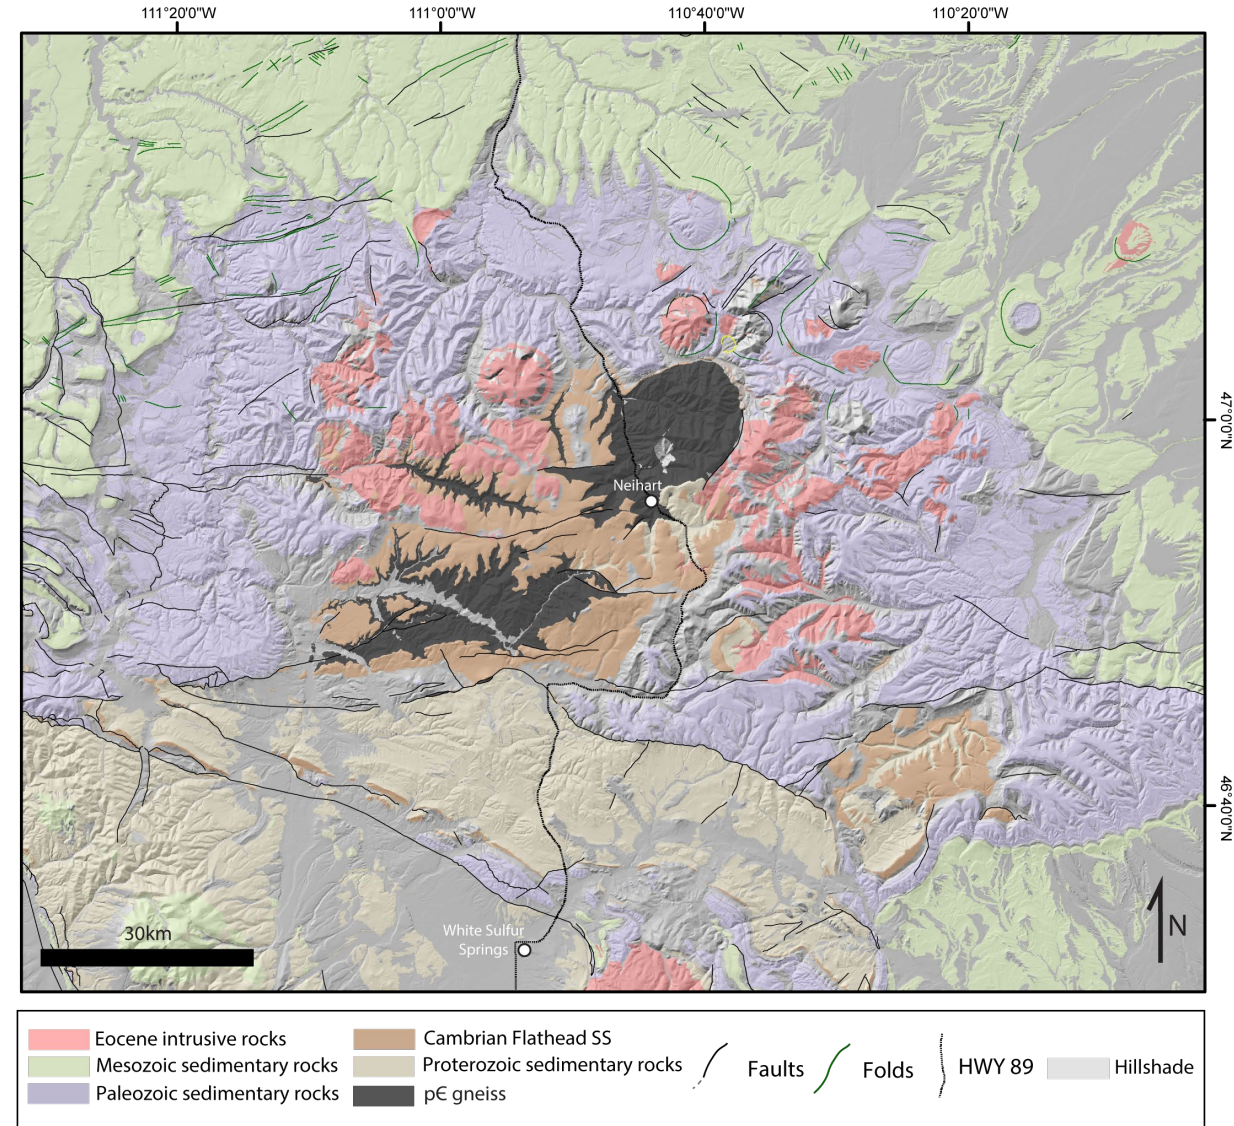 111°20'0"W
111°0'0"W
110°40'0"W
110°20'0"W
47°0'0"N
Neihart
46°40'0"N
30km
White Sulfur
Springs
N
Eocene intrusive rocks
Mesozoic sedimentary rocks
Paleozoic sedimentary rocks
Cambrian Flathead SS
Proterozoic sedimentary rocks
pЄ gneiss
Faults
Folds
HWY 89
Hillshade